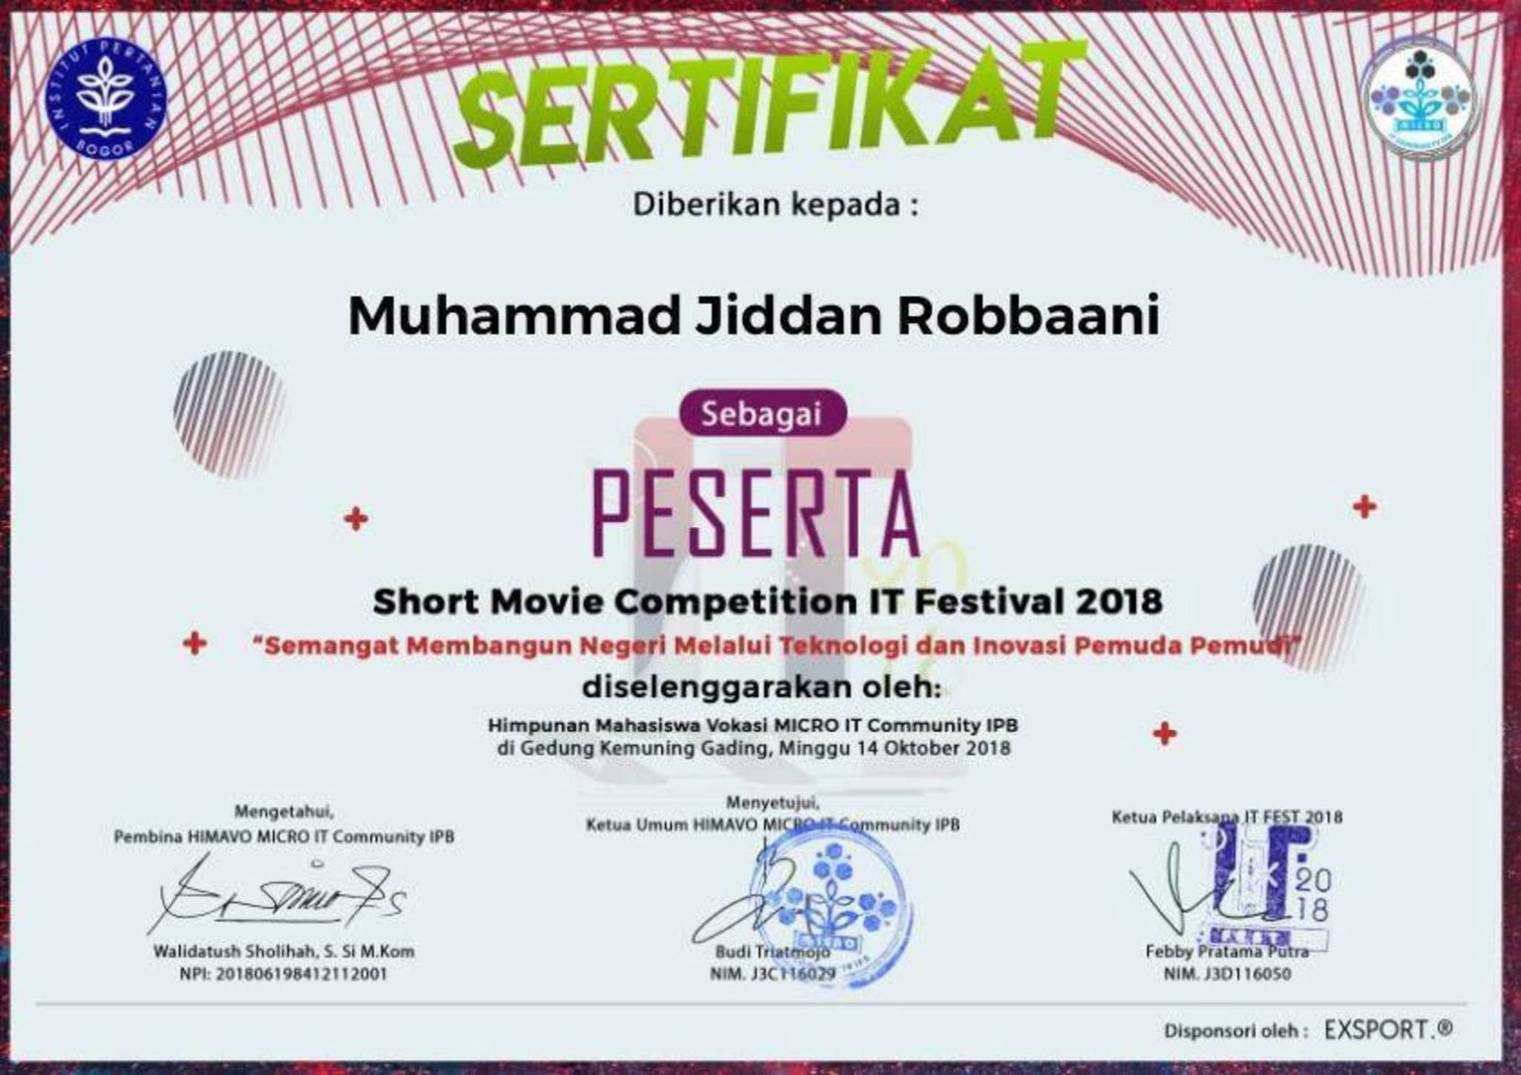 INSTITUT PERTANIAN
BOGOR
MICRO
SERTIFIKAT
Diberikan kepada :
Muhammad Jiddan Robbaani
Sebagai
PESERTA
Short Movie Competition IT Festival 2018
“Semangat Membangun Negeri Melalui Teknologi dan Inovasi Pemuda Pemudi”
diselenggarakan oleh:
Himpunan Mahasiswa Vokasi MICRO IT Community IPB
di Gedung Kemuning Gading, Minggu 14 Oktober 2018
Mengetahui,
Pembina HIMAVO MICRO IT Community IPB
Walidatush Sholihah, S. Si M.Kom
NPI: 201806198412112001
Menyetujui,
Ketua Umum HIMAVO MICRO IT Community IPB
MICRO
Budi Triatmojo
NIM. J3C116029
Ketua Pelaksana IT FEST 2018
IT
20
18
Febby Pratama Putra
NIM. J3D116050
Disponsori oleh : EXSPORT.®